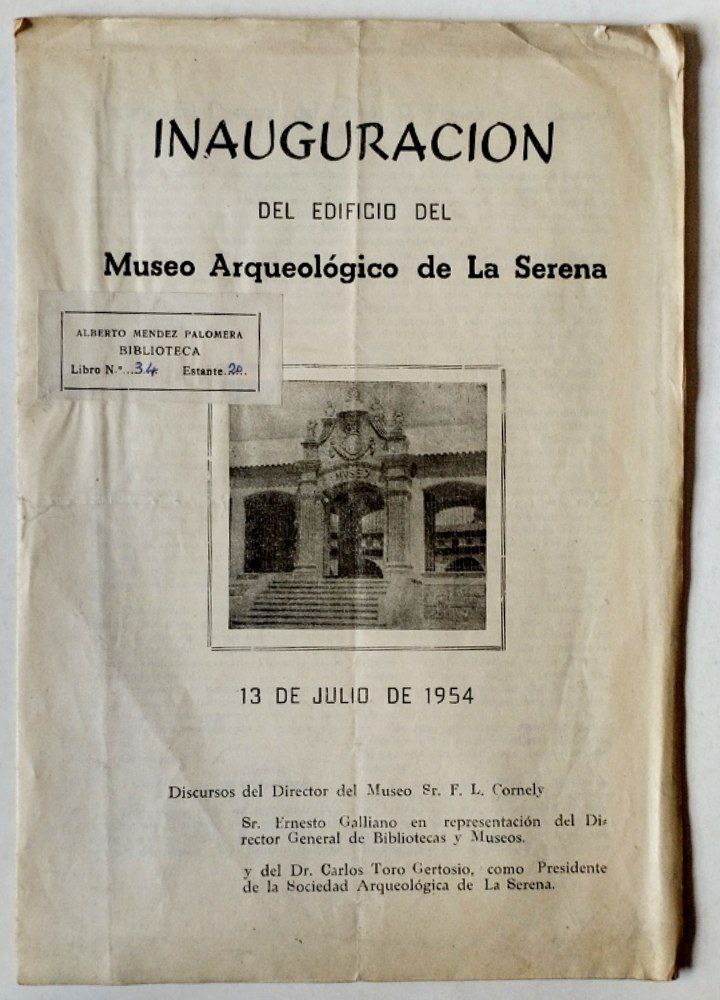 INAUGURACION
DEL EDIFICIO DEL
Museo Arqueológico de La Serena
ALBERTO MENDEZ PALOMERA
BIBLIOTECA
Libro N.º...34. Estante.20.
MUSEO
13 DE JULIO DE 1954
Discursos del Director del Museo Sr. F. L. Cornely
Sr. Ernesto Galliano en representación del Di-
rector General de Bibliotecas y Museos.
y del Dr. Carlos Toro Gertosio, como Presidente
de la Sociedad Arqueológica de La Serena.